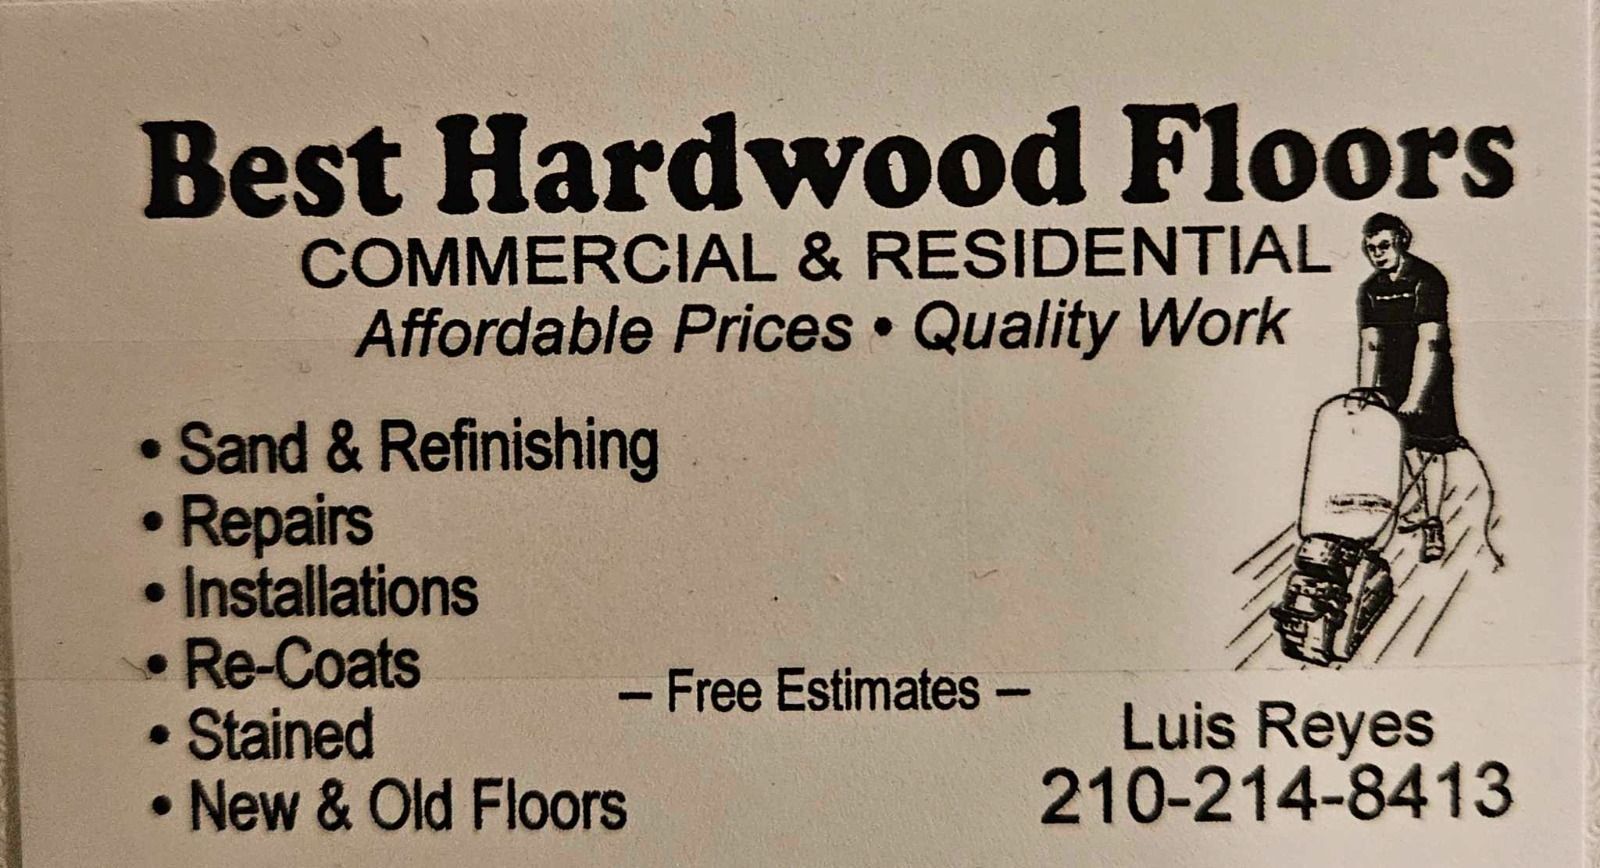 Best Hardwood Floors
COMMERCIAL & RESIDENTIAL
Affordable Prices • Quality Work
• Sand & Refinishing
• Repairs
• Installations
• Re-Coats
• Stained
• New & Old Floors
– Free Estimates –
Luis Reyes
210-214-8413